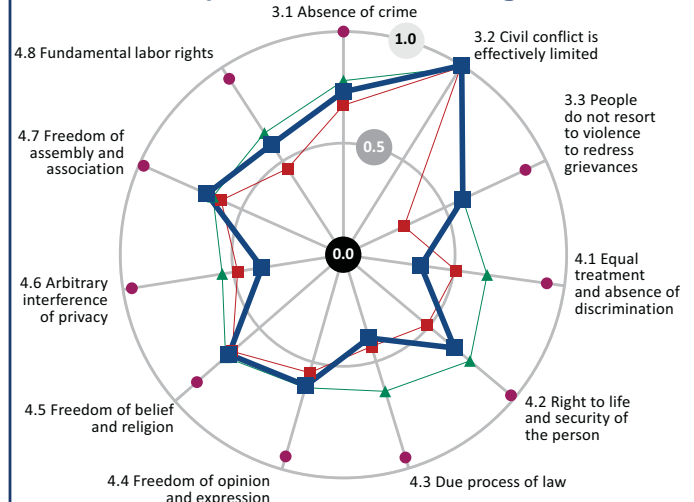 3.1 Absence of crime
1.0
3.2 Civil conflict is
effectively limited
4.8 Fundamental labor rights
3.3 People
do not resort
to violence
to redress
grievances
4.7 Freedom of
assembly and
association
0.5
0.0
4.1 Equal
treatment
and absence of
discrimination
4.6 Arbitrary
interference
of privacy
4.2 Right to life
and security of
the person
4.5 Freedom of belief
and religion
4.4 Freedom of opinion
and expression
4.3 Due process of law